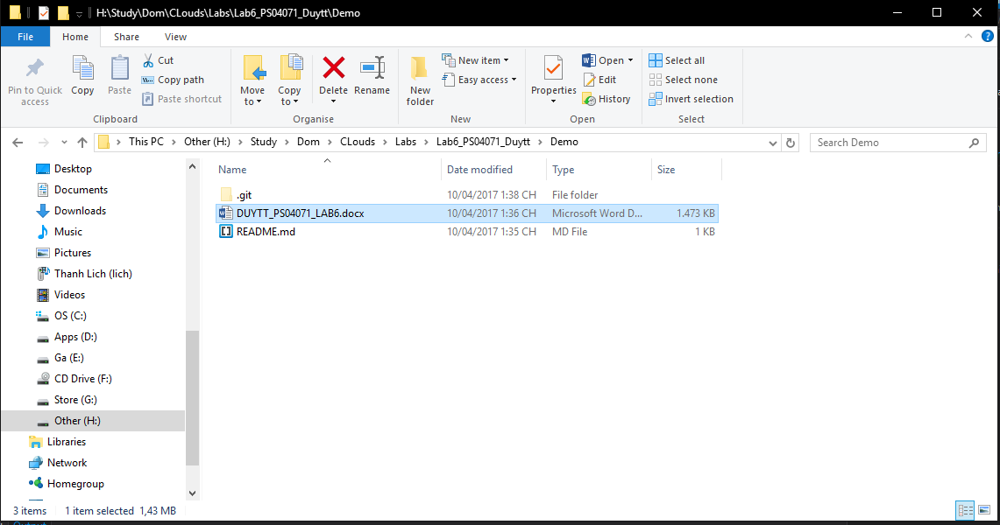 H:\Study\Dom\CLouds\Labs\Lab6_PS04071_Duytt\Demo
File Home Share View
Pin to Quick access
Copy
Paste
Cut
Copy path
Paste shortcut
Clipboard
Move to
Copy to
Delete
Rename
Organise
New folder
New item
Easy access
New
Properties
Open
Edit
History
Open
Select all
Select none
Invert selection
Select
This PC > Other (H:) > Study > Dom > CLouds > Labs > Lab6_PS04071_Duytt > Demo
Search Demo
Desktop
Documents
Downloads
Music
Pictures
Thanh Lich (lich)
Videos
OS (C:)
Apps (D:)
Ga (E:)
CD Drive (F:)
Store (G:)
Other (H:)
Libraries
Network
Homegroup
Name Date modified Type Size
.git 10/04/2017 1:38 CH File folder
DUYTT_PS04071_LAB6.docx 10/04/2017 1:36 CH Microsoft Word D... 1.473 KB
README.md 10/04/2017 1:35 CH MD File 1 KB
3 items 1 item selected 1,43 MB